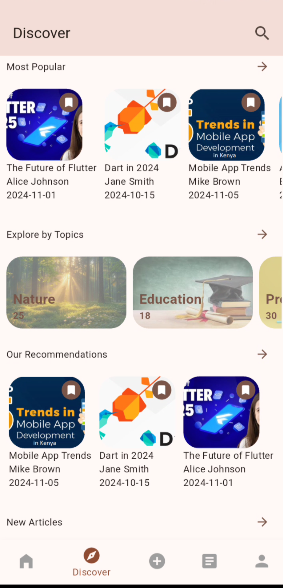 Discover
Most Popular
TTER
25
D
Trends in
Mobile App
Development
in Kenya
The Future of Flutter
Alice Johnson
2024-11-01
Dart in 2024
Jane Smith
2024-10-15
Mobile App Trends
Mike Brown
2024-11-05
Explore by Topics
Nature
25
Education
18
30
Our Recommendations
Trends in
Mobile App
Development
in Kenya
D
TTER
25
Mobile App Trends
Mike Brown
2024-11-05
Dart in 2024
Jane Smith
2024-10-15
The Future of Flutter
Alice Johnson
2024-11-01
New Articles
Discover